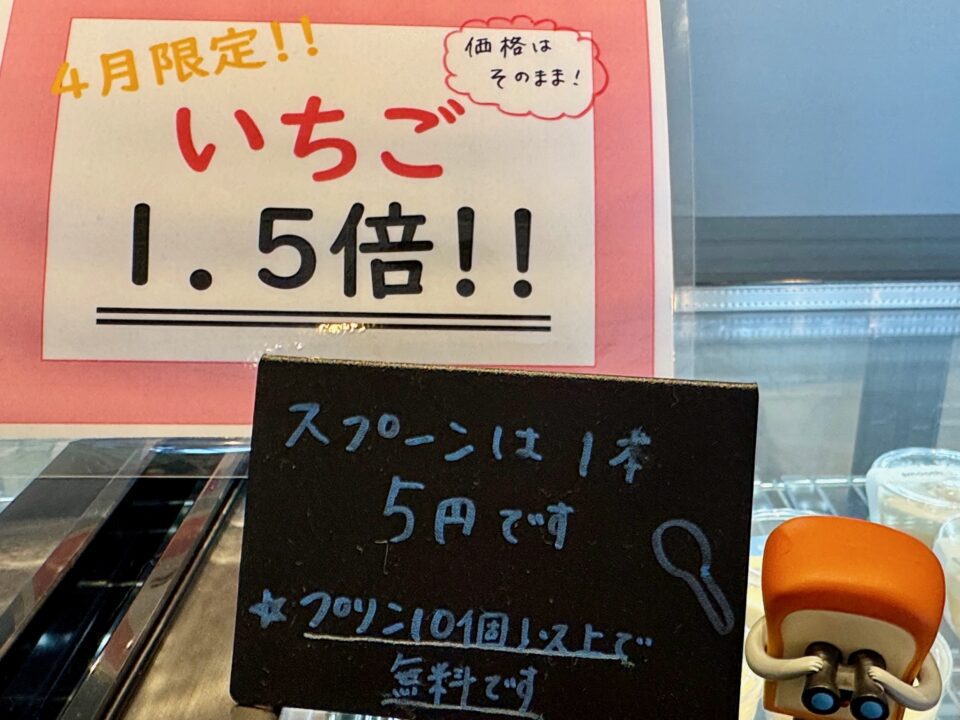 4月限定!!
価格は
そのまま!
いちご
1.5倍!!
スプーンは1本
5円です
☆プリン10個以上で
無料です